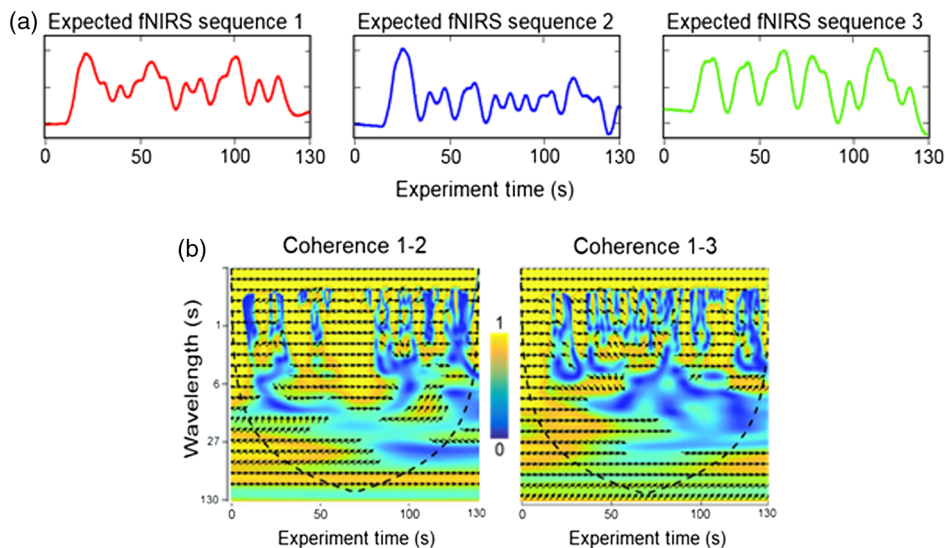 (a) Expected fNIRS sequence 1 Expected fNIRS sequence 2 Expected fNIRS sequence 3
0 50 100 130 0 50 100 130 0 50 100 130
Experiment time (s)
(b) Coherence 1-2 Coherence 1-3
Wavelength (s)
1
6
27
130
1
0
0 50 100 130 0 50 100 130
Experiment time (s) Experiment time (s)